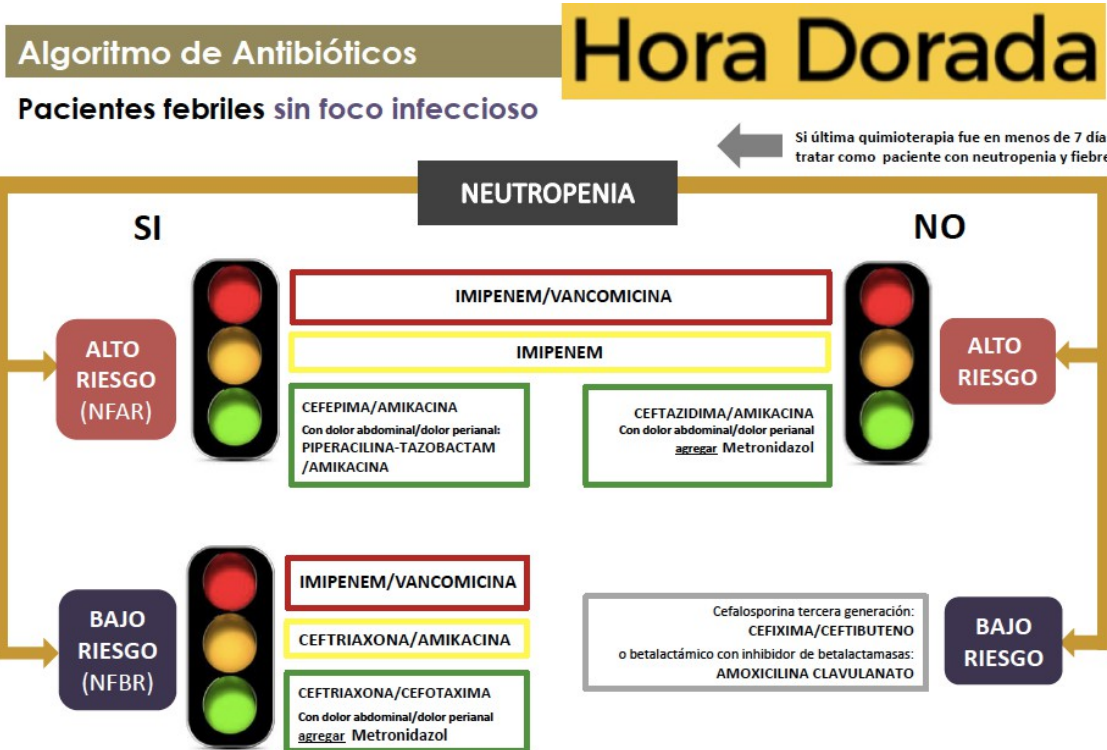 Algoritmo de Antibióticos
Hora Dorada
Pacientes febriles sin foco infeccioso
Si última quimioterapia fue en menos de 7 día
tratar como paciente con neutropenia y fiebre
NEUTROPENIA
SI
NO
ALTO
RIESGO
(NFAR)
IMIPENEM/VANCOMICINA
IMIPENEM
CEFEPIMA/AMIKACINA
Con dolor abdominal/dolor perianal:
PIPERACILINA-TAZOBACTAM
/AMIKACINA
CEFTAZIDIMA/AMIKACINA
Con dolor abdominal/dolor perianal
agregar Metronidazol
ALTO
RIESGO
BAJO
RIESGO
(NFBR)
IMIPENEM/VANCOMICINA
CEFTRIAXONA/AMIKACINA
CEFTRIAXONA/CEFOTAXIMA
Con dolor abdominal/dolor perianal
agregar Metronidazol
Cefalosporina tercera generación:
CEFIXIMA/CEFTIBUTENO
o betalactámico con inhibidor de betalactamasas:
AMOXICILINA CLAVULANATO
BAJO
RIESGO